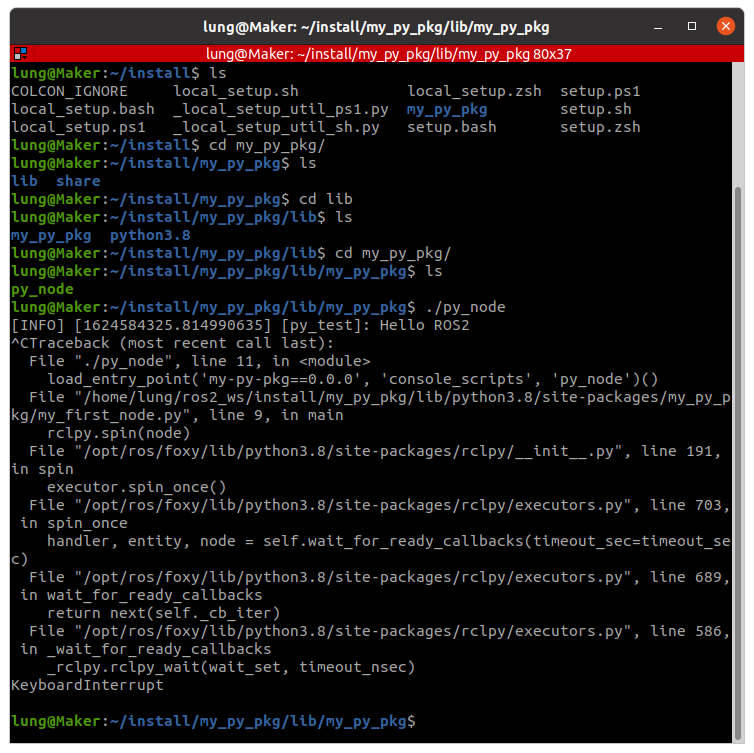 lung@Maker: ~/install/my_py_pkg/lib/my_py_pkg
lung@Maker: ~/install/my_py_pkg/lib/my_py_pkg 80x37
lung@Maker:~/install$ ls
COLCON_IGNORE     local_setup.sh            local_setup.zsh  setup.ps1
local_setup.bash  _local_setup_util_ps1.py  my_py_pkg        setup.sh
local_setup.ps1   _local_setup_util_sh.py   setup.bash       setup.zsh
lung@Maker:~/install$ cd my_py_pkg/
lung@Maker:~/install/my_py_pkg$ ls
lib  share
lung@Maker:~/install/my_py_pkg$ cd lib
lung@Maker:~/install/my_py_pkg/lib$ ls
my_py_pkg  python3.8
lung@Maker:~/install/my_py_pkg/lib$ cd my_py_pkg/
lung@Maker:~/install/my_py_pkg/lib/my_py_pkg$ ls
py_node
lung@Maker:~/install/my_py_pkg/lib/my_py_pkg$ ./py_node
[INFO] [1624584325.814990635] [py_test]: Hello ROS2
^CTraceback (most recent call last):
  File "./py_node", line 11, in <module>
    load_entry_point('my-py-pkg==0.0.0', 'console_scripts', 'py_node')()
  File "/home/lung/ros2_ws/install/my_py_pkg/lib/python3.8/site-packages/my_py_p
kg/my_first_node.py", line 9, in main
    rclpy.spin(node)
  File "/opt/ros/foxy/lib/python3.8/site-packages/rclpy/__init__.py", line 191,
in spin
    executor.spin_once()
  File "/opt/ros/foxy/lib/python3.8/site-packages/rclpy/executors.py", line 703,
 in spin_once
    handler, entity, node = self.wait_for_ready_callbacks(timeout_sec=timeout_se
c)
  File "/opt/ros/foxy/lib/python3.8/site-packages/rclpy/executors.py", line 689,
 in wait_for_ready_callbacks
    return next(self._cb_iter)
  File "/opt/ros/foxy/lib/python3.8/site-packages/rclpy/executors.py", line 586,
 in _wait_for_ready_callbacks
    _rclpy.rclpy_wait(wait_set, timeout_nsec)
KeyboardInterrupt
lung@Maker:~/install/my_py_pkg/lib/my_py_pkg$